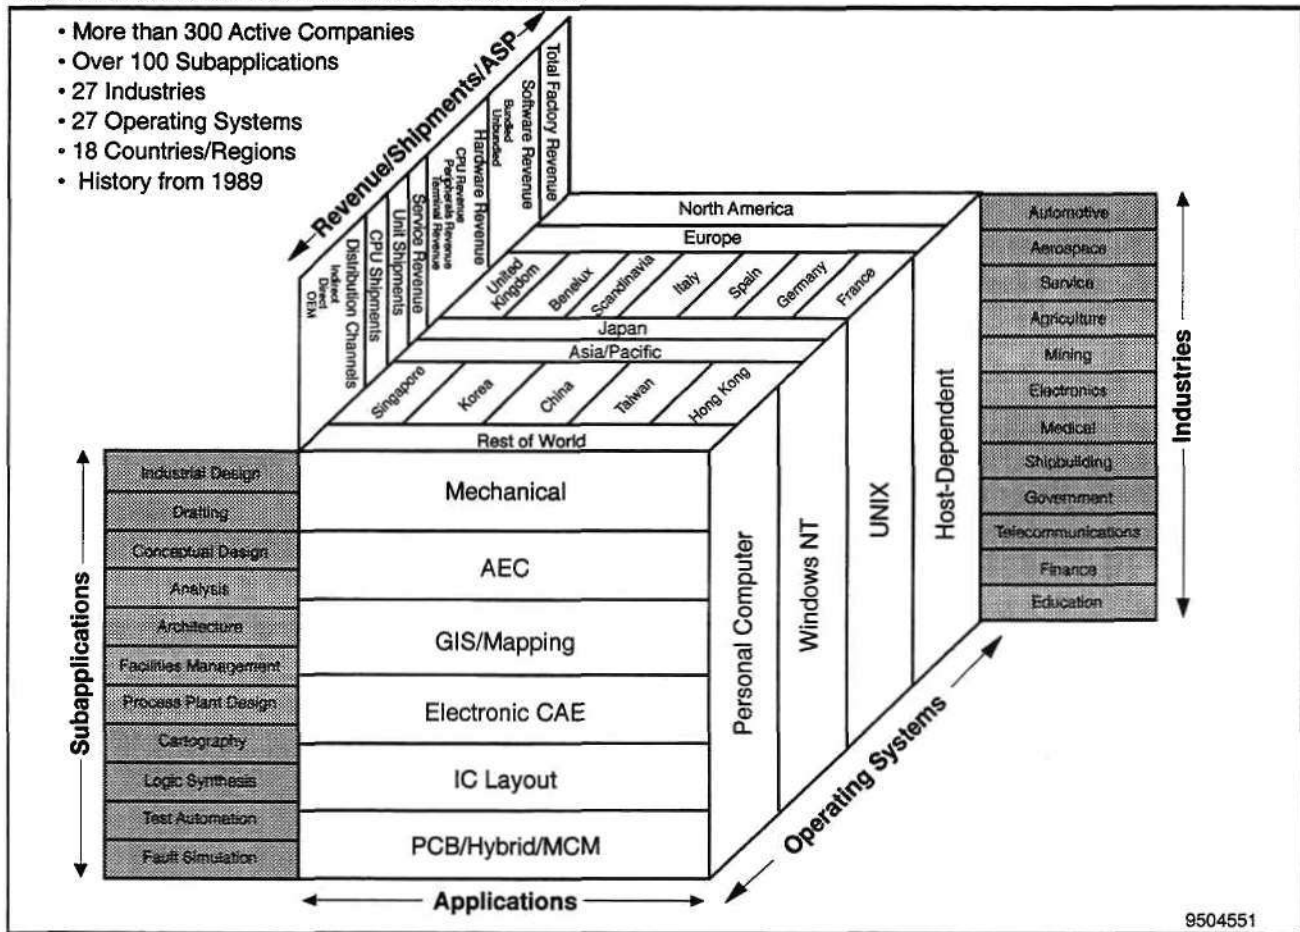 • More than 300 Active Companies
• Over 100 Subapplications
• 27 Industries
• 27 Operating Systems
• 18 Countries/Regions
• History from 1989
Revenue/Shipments/ASP
Total Factory Revenue
Software Revenue
Bundled
Unbundled
Hardware Revenue
CPU Revenue
Peripherals Revenue
Terminal Revenue
Service Revenue
Unit Shipments
CPU Shipments
Distribution Channels
Indirect
Direct
OEM
North America
Europe
United
Kingdom
Benelux
Scandinavia
Italy
Spain
Germany
France
Japan
Asia/Pacific
Singapore
Korea
China
Taiwan
Hong Kong
Rest of World
Subapplications
Industrial Design
Drafting
Conceptual Design
Analysis
Architecture
Facilities Management
Process Plant Design
Cartography
Logic Synthesis
Test Automation
Fault Simulation
Mechanical
AEC
GIS/Mapping
Electronic CAE
IC Layout
PCB/Hybrid/MCM
Applications
Personal Computer
Windows NT
UNIX
Host-Dependent
Operating Systems
Automotive
Aerospace
Service
Agriculture
Mining
Electronics
Medical
Shipbuilding
Government
Telecommunications
Finance
Education
Industries
9504551